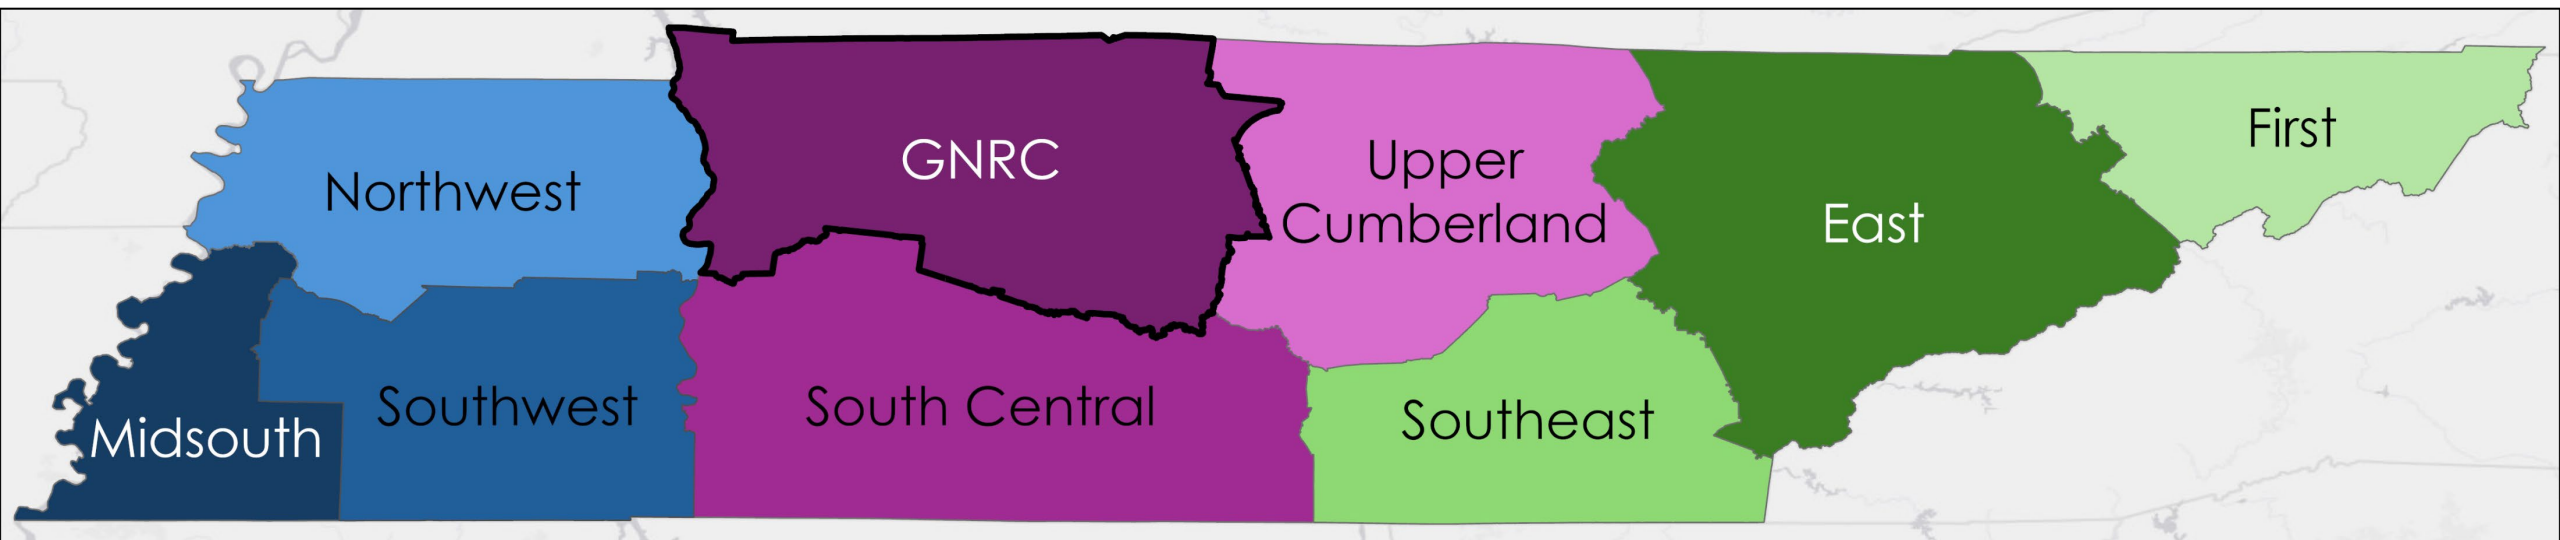 Northwest
GNRC
Upper
Cumberland
East
First
Midsouth
Southwest
South Central
Southeast